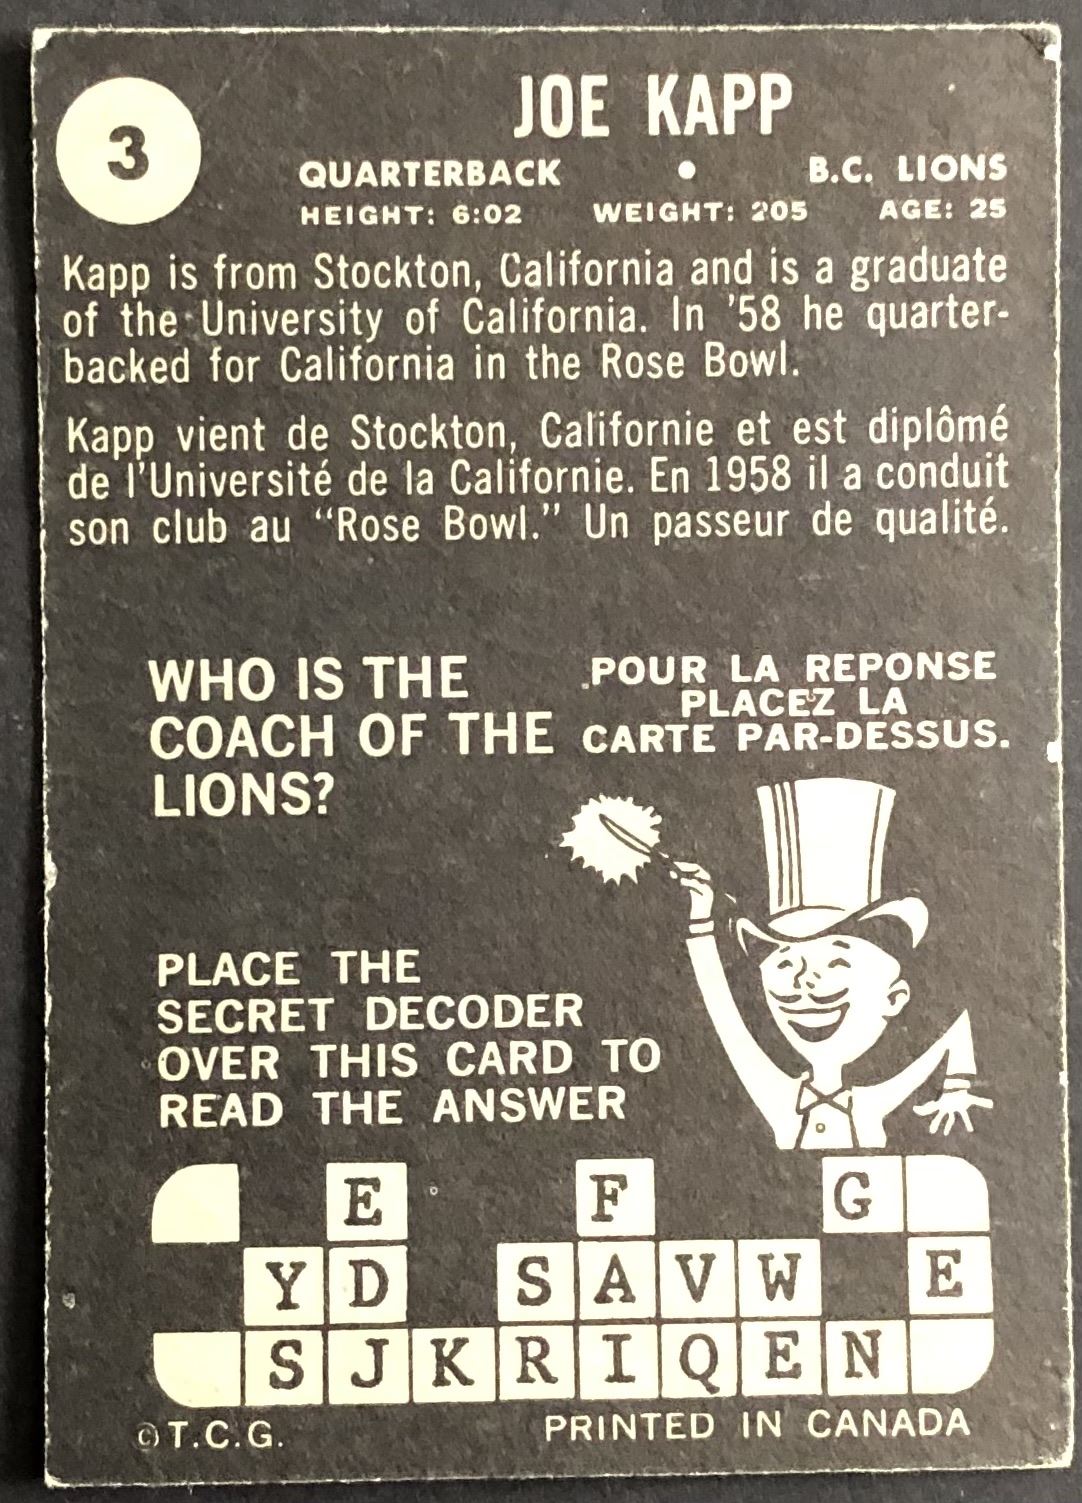 3
JOE KAPP
QUARTERBACK • B.C. LIONS
HEIGHT: 6:02 WEIGHT: 205 AGE: 25
Kapp is from Stockton, California and is a graduate
of the University of California. In '58 he quarter-
backed for California in the Rose Bowl.
Kapp vient de Stockton, Californie et est diplômé
de l'Université de la Californie. En 1958 il a conduit
son club au "Rose Bowl." Un passeur de qualité.
WHO IS THE
COACH OF THE
LIONS?
POUR LA REPONSE
PLACEZ LA
CARTE PAR-DESSUS.
PLACE THE
SECRET DECODER
OVER THIS CARD TO
READ THE ANSWER
E F G
Y D S A V W E
S J K R I Q E N
© T.C.G. PRINTED IN CANADA